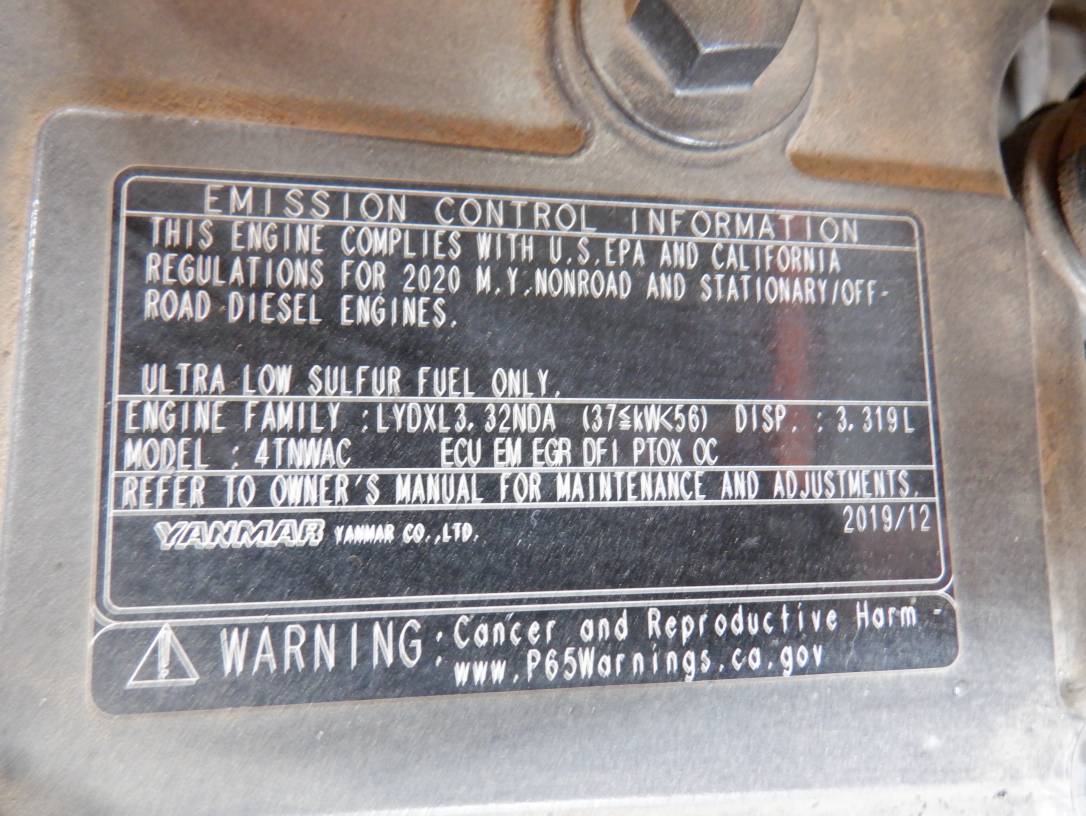 EMISSION CONTROL INFORMATION
THIS ENGINE COMPLIES WITH U.S.EPA AND CALIFORNIA
REGULATIONS FOR 2020 M.Y.NONROAD AND STATIONARY/OFF-
ROAD DIESEL ENGINES.
ULTRA LOW SULFUR FUEL ONLY.
ENGINE FAMILY :LYDXL3.32NDA (37≦kW<56) DISP. : 3.319L
MODEL : 4TNWAC ECU EM EGR DFI PTOX OC
REFER TO OWNER'S MANUAL FOR MAINTENANCE AND ADJUSTMENTS.
YANMAR YANMAR CO.,LTD. 2019/12
WARNING: Cancer and Reproductive Harm -
www.P65Warnings.ca.gov